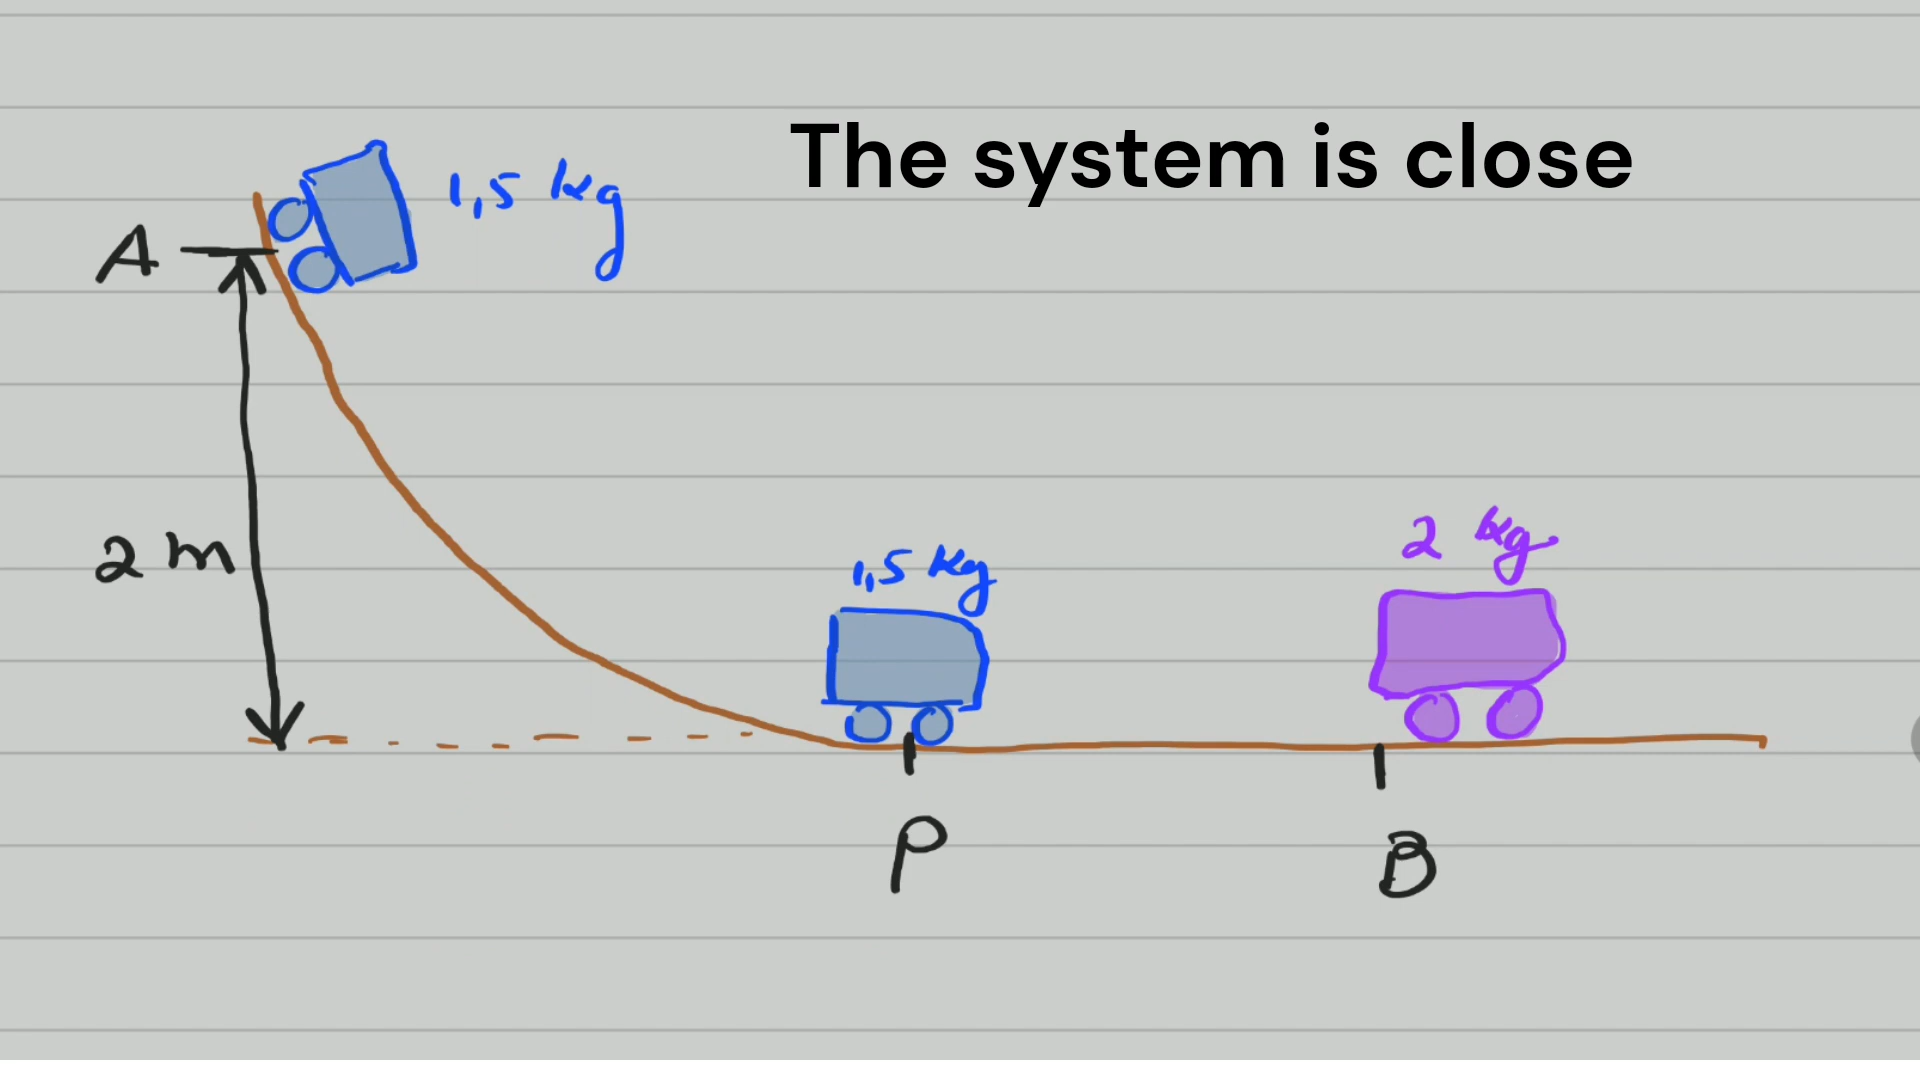 The system is close
1,5 kg
A
2 m
1,5 kg
2 kg
P
B